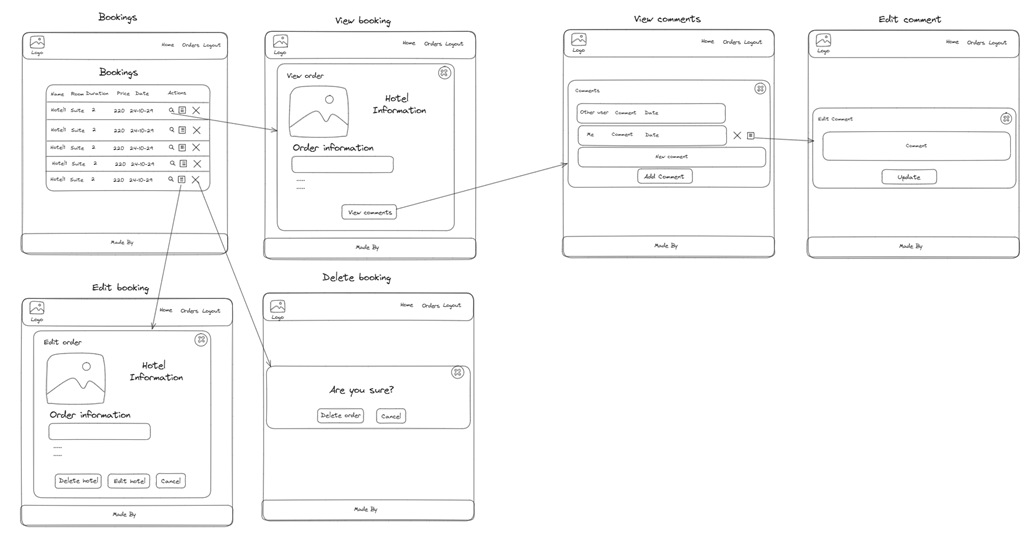 Bookings
Logo
Home Orders Logout
Bookings
Name Room Duration Price Date Actions
Hotel1 Suite 2 220 24-10-29
Hotel1 Suite 2 220 24-10-29
Hotel1 Suite 2 220 24-10-29
Hotel1 Suite 2 220 24-10-29
Hotel1 Suite 2 220 24-10-29
Made By
View booking
Logo
Home Orders Logout
View order
Hotel
Information
Order information
.....
.....
View comments
Made By
View comments
Logo
Home Orders Logout
Comments
Other user Comment Date
Me Comment Date
New comment
Add Comment
Made By
Edit comment
Logo
Home Orders Logout
Edit Comment
Comment
Update
Made By
Edit booking
Logo
Home Orders Logout
Edit order
Hotel
Information
Order information
.....
.....
Delete hotel Edit hotel Cancel
Made By
Delete booking
Logo
Home Orders Logout
Are you sure?
Delete order Cancel
Made By